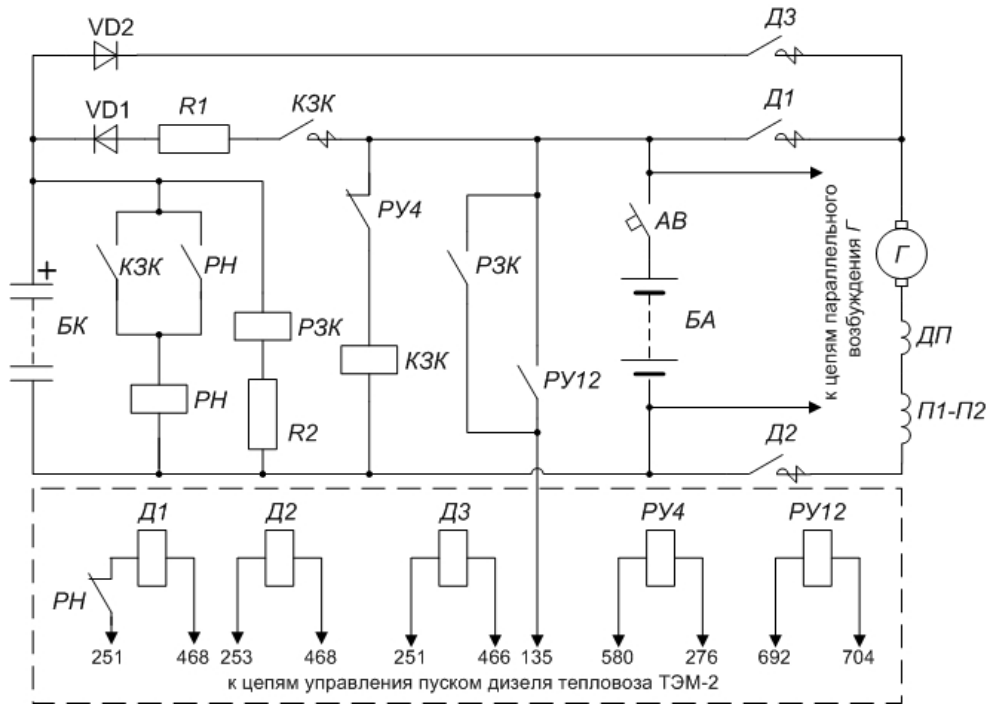 VD2
Д3
VD1
R1
КЗК
Д1
КЗК
РН
РУ4
РЗК
АВ
Г
+
БК
РЗК
КЗК
БА
ДП
РН
R2
РУ12
П1-П2
Д2
к цепям параллельного
возбуждения Г
Д1
Д2
Д3
РУ4
РУ12
РН
251
468
253
468
251
466
135
580
276
692
704
к цепям управления пуском дизеля тепловоза ТЭМ-2